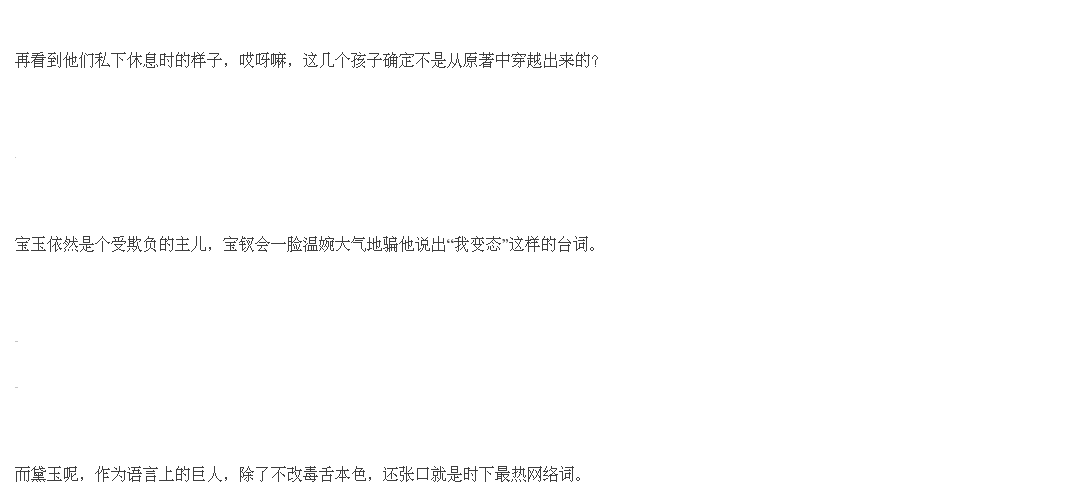 再看到他们私下休息时的样子，哎呀嘛，这几个孩子确定不是从原著中穿越出来的？
宝玉依然是个受欺负的主儿，宝钗会一脸温婉大气地骗他说出“我变态”这样的台词。
而黛玉呢，作为语言上的巨人，除了不改毒舌本色，还张口就是时下最热网络词。